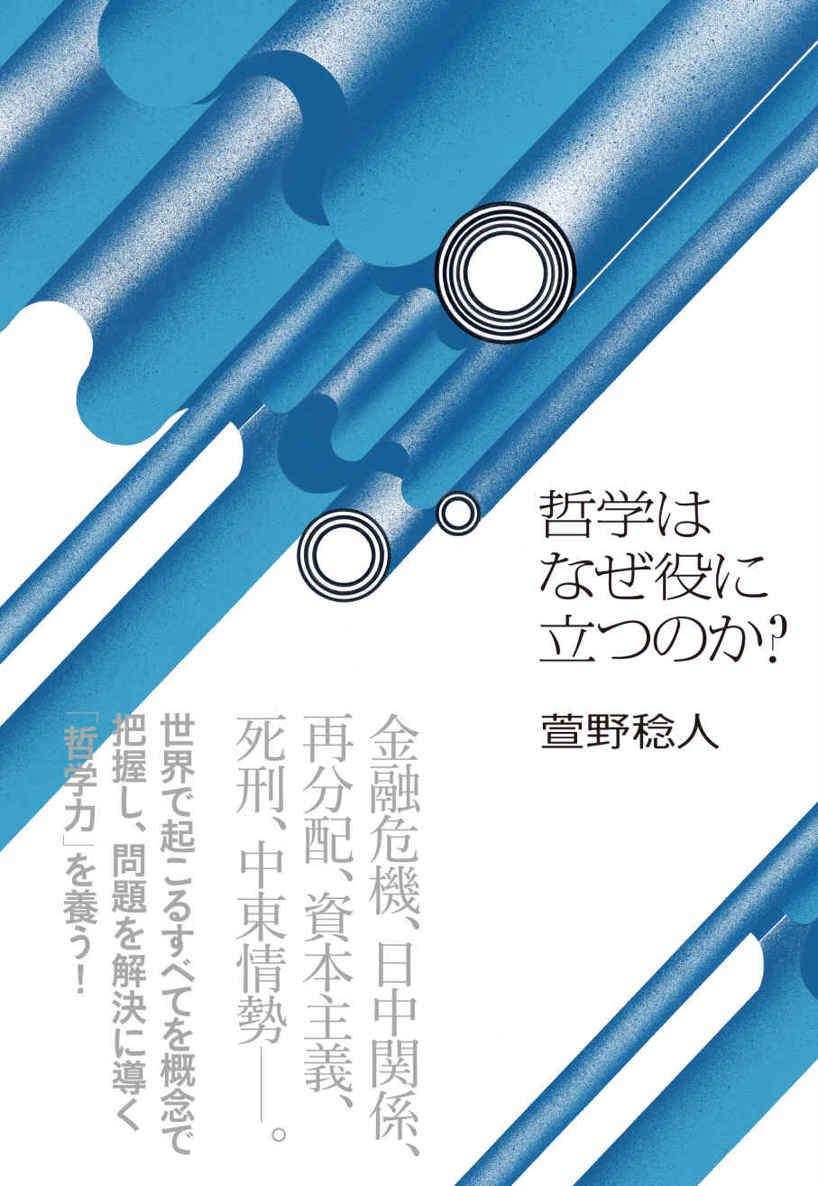 哲学は
なぜ役に
立つのか?
萱野稔人
金融危機、日中関係、
再分配、資本主義、
死刑、中東情勢――。
世界で起こるすべてを概念で
把握し、問題を解決に導く
「哲学力」を養う!